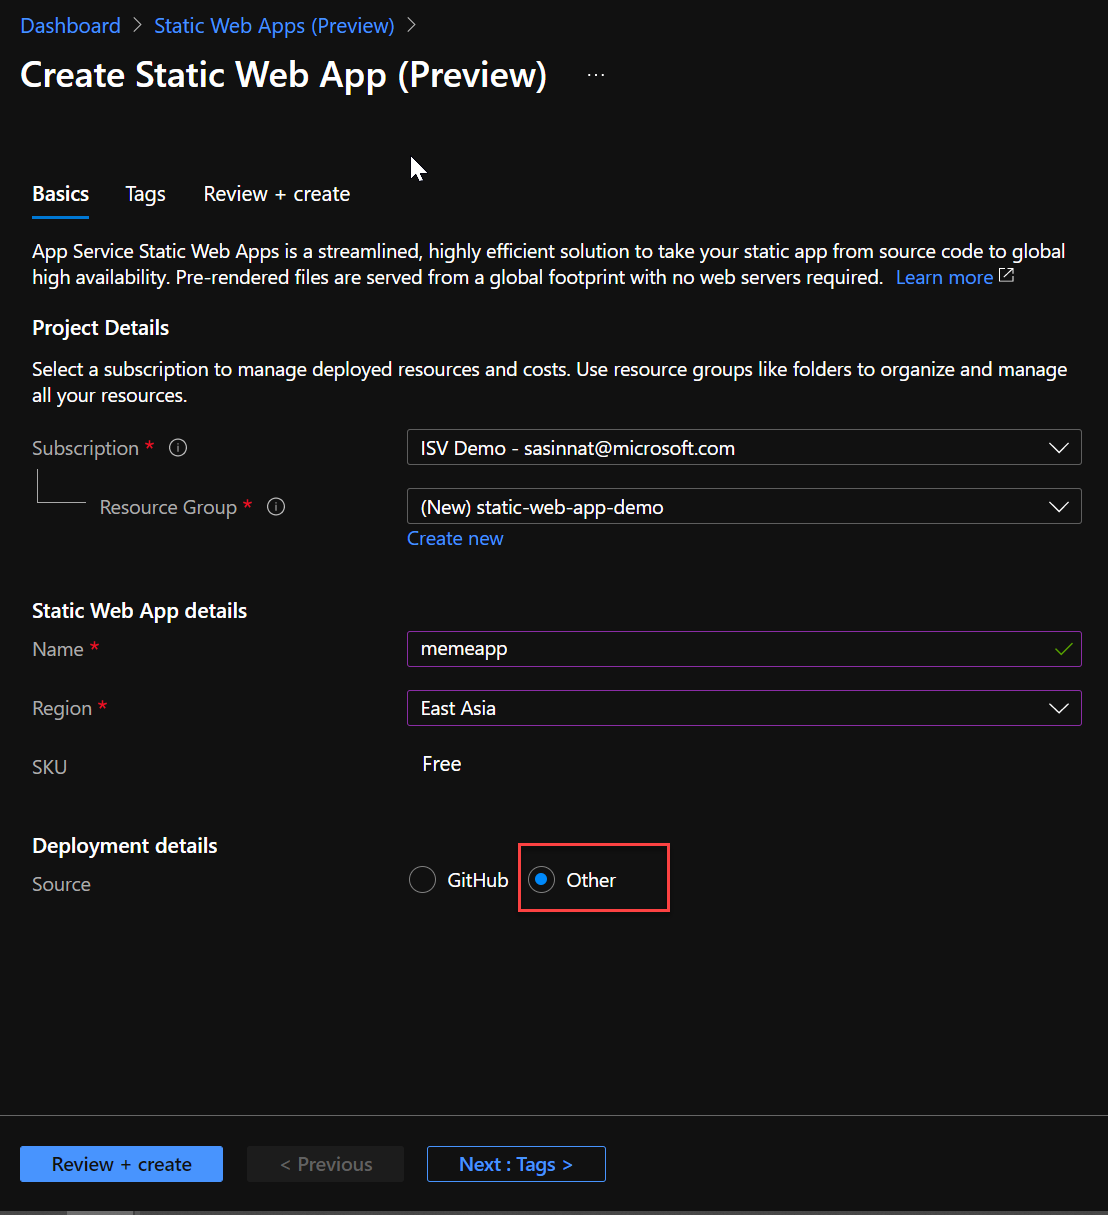 Dashboard > Static Web Apps (Preview) >
Create Static Web App (Preview) ...
Basics Tags Review + create
App Service Static Web Apps is a streamlined, highly efficient solution to take your static app from source code to global
high availability. Pre-rendered files are served from a global footprint with no web servers required. Learn more
Project Details
Select a subscription to manage deployed resources and costs. Use resource groups like folders to organize and manage
all your resources.
Subscription * ISV Demo - sasinnat@microsoft.com
Resource Group * (New) static-web-app-demo
Create new
Static Web App details
Name * memeapp
Region * East Asia
SKU Free
Deployment details
Source GitHub Other
Review + create < Previous Next : Tags >